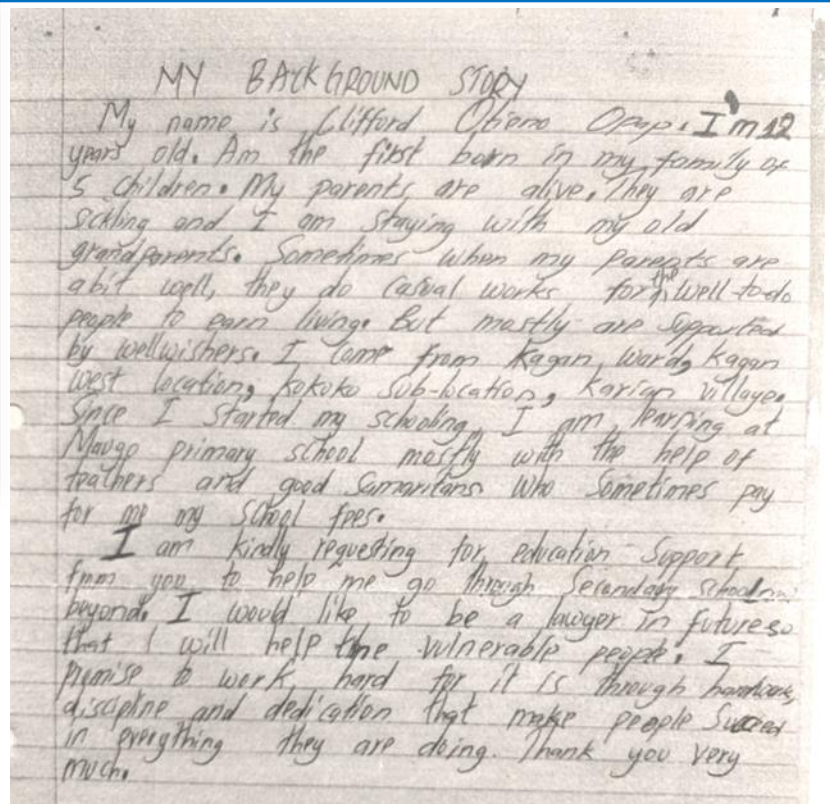 MY BACKGROUND STORY
My name is Clifford Otieno Opap. I'm 12
years old. Am the first born in my family of
5 children. My parents are alive. They are
sickling and I am staying with my old
grandparents. Sometimes when my parents are
abit well, they do casual works for the well-to-do
people to earn living. But mostly are supported
by wellwishers. I come from Kagan, Ward, Kagan
west location, kokoko sub-location, Karian village.
Since I started my schooling, I am learning at
Maugo primary school mostly with the help of
teachers and good Samaritans who sometimes pay
for me my school fees.
I am kindly requesting for education support
from you to help me go through Secondary school
beyond. I would like to be a lawyer in future so
that I will help the vulnerable people. I
promise to work hard for it is through hardwork,
discipline and dedication that make people succeed
in everything they are doing. Thank you very
much.